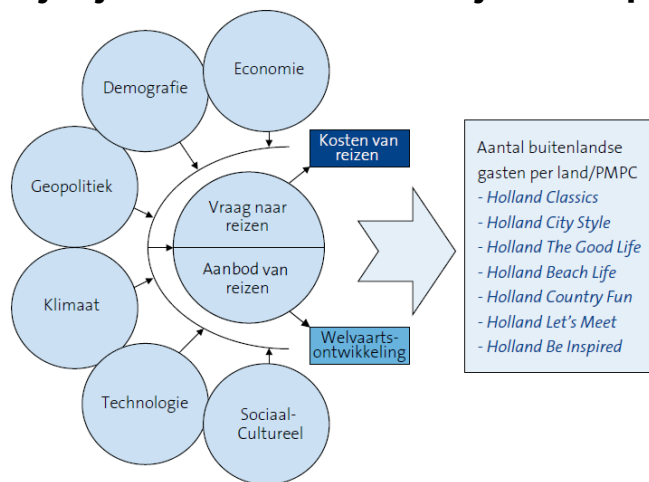 Economie
Demografie
Geopolitiek
Klimaat
Technologie
Sociaal-
Cultureel
Vraag naar
reizen
Aanbod van
reizen
Kosten van
reizen
Welvaarts-
ontwikkeling
Aantal buitenlandse
gasten per land/PMPC
- Holland Classics
- Holland City Style
- Holland The Good Life
- Holland Beach Life
- Holland Country Fun
- Holland Let's Meet
- Holland Be Inspired